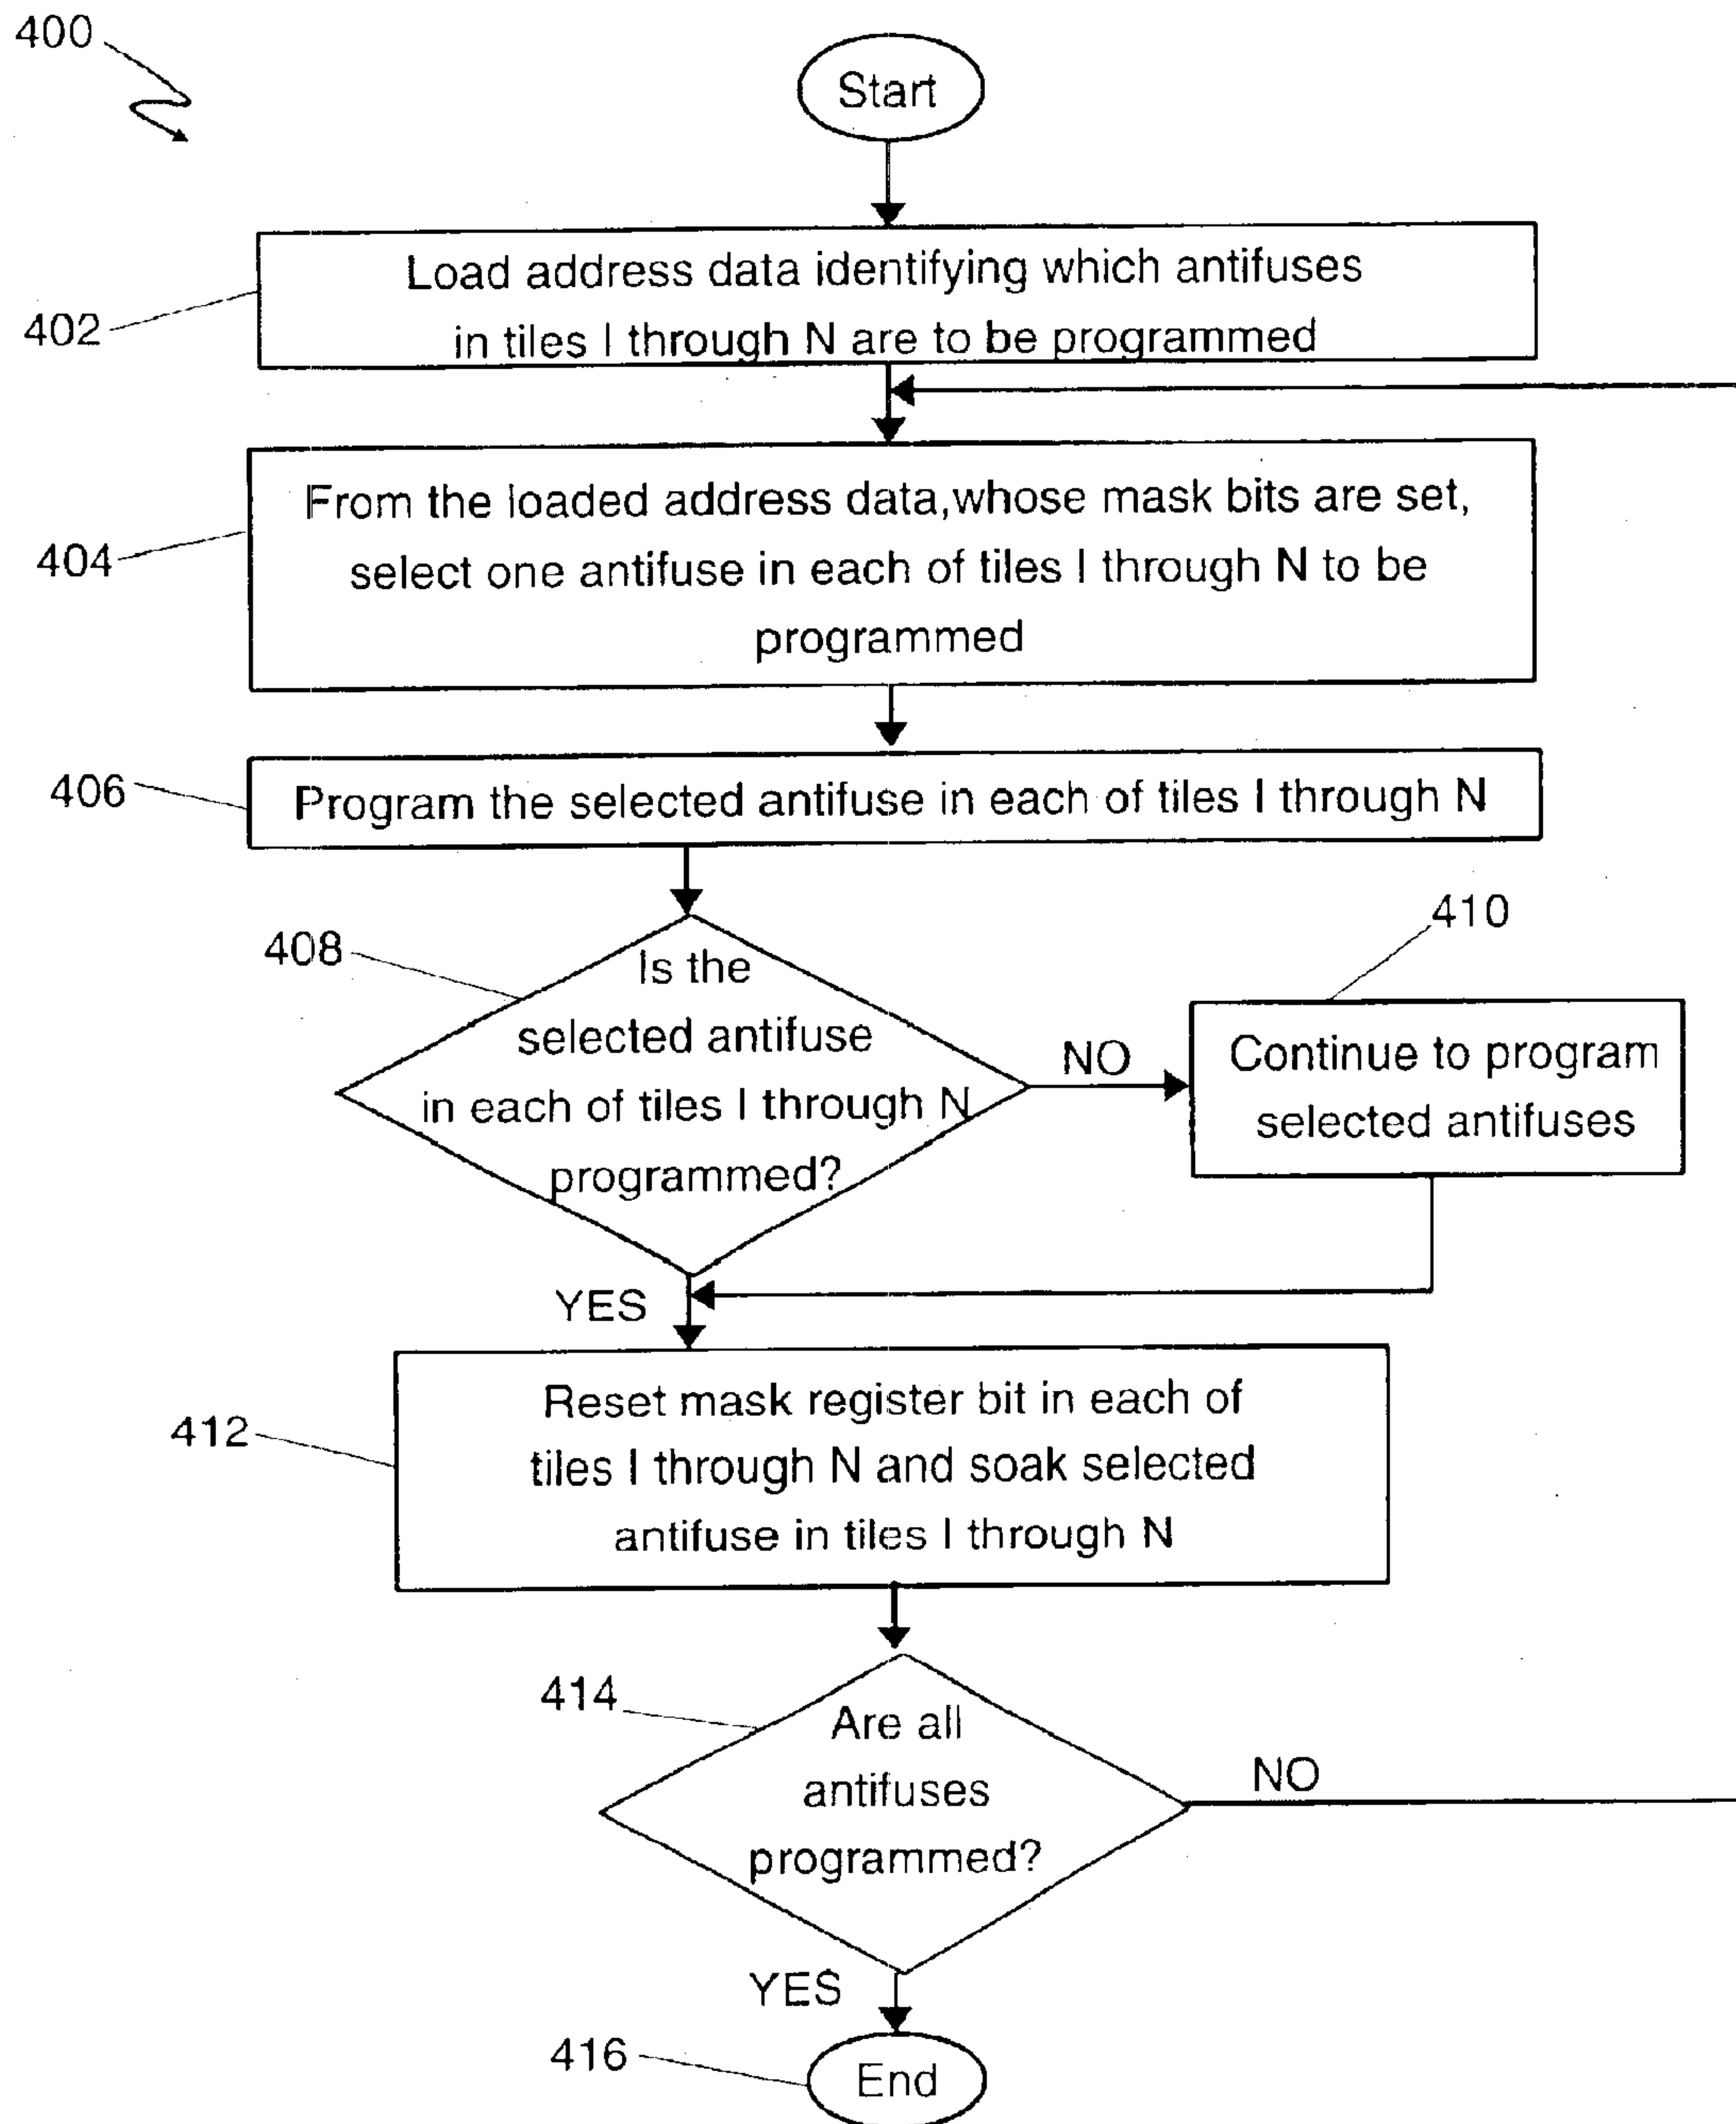 400
Start
Load address data identifying which antifuses
in tiles I through N are to be programmed
402
From the loaded address data,whose mask bits are set,
select one antifuse in each of tiles I through N to be
programmed
404
Program the selected antifuse in each of tiles I through N
406
408
Is the
selected antifuse
in each of tiles I through N
programmed?
NO
410
Continue to program
selected antifuses
YES
Reset mask register bit in each of
tiles I through N and soak selected
antifuse in tiles I through N
412
414
Are all
antifuses
programmed?
NO
YES
416
End